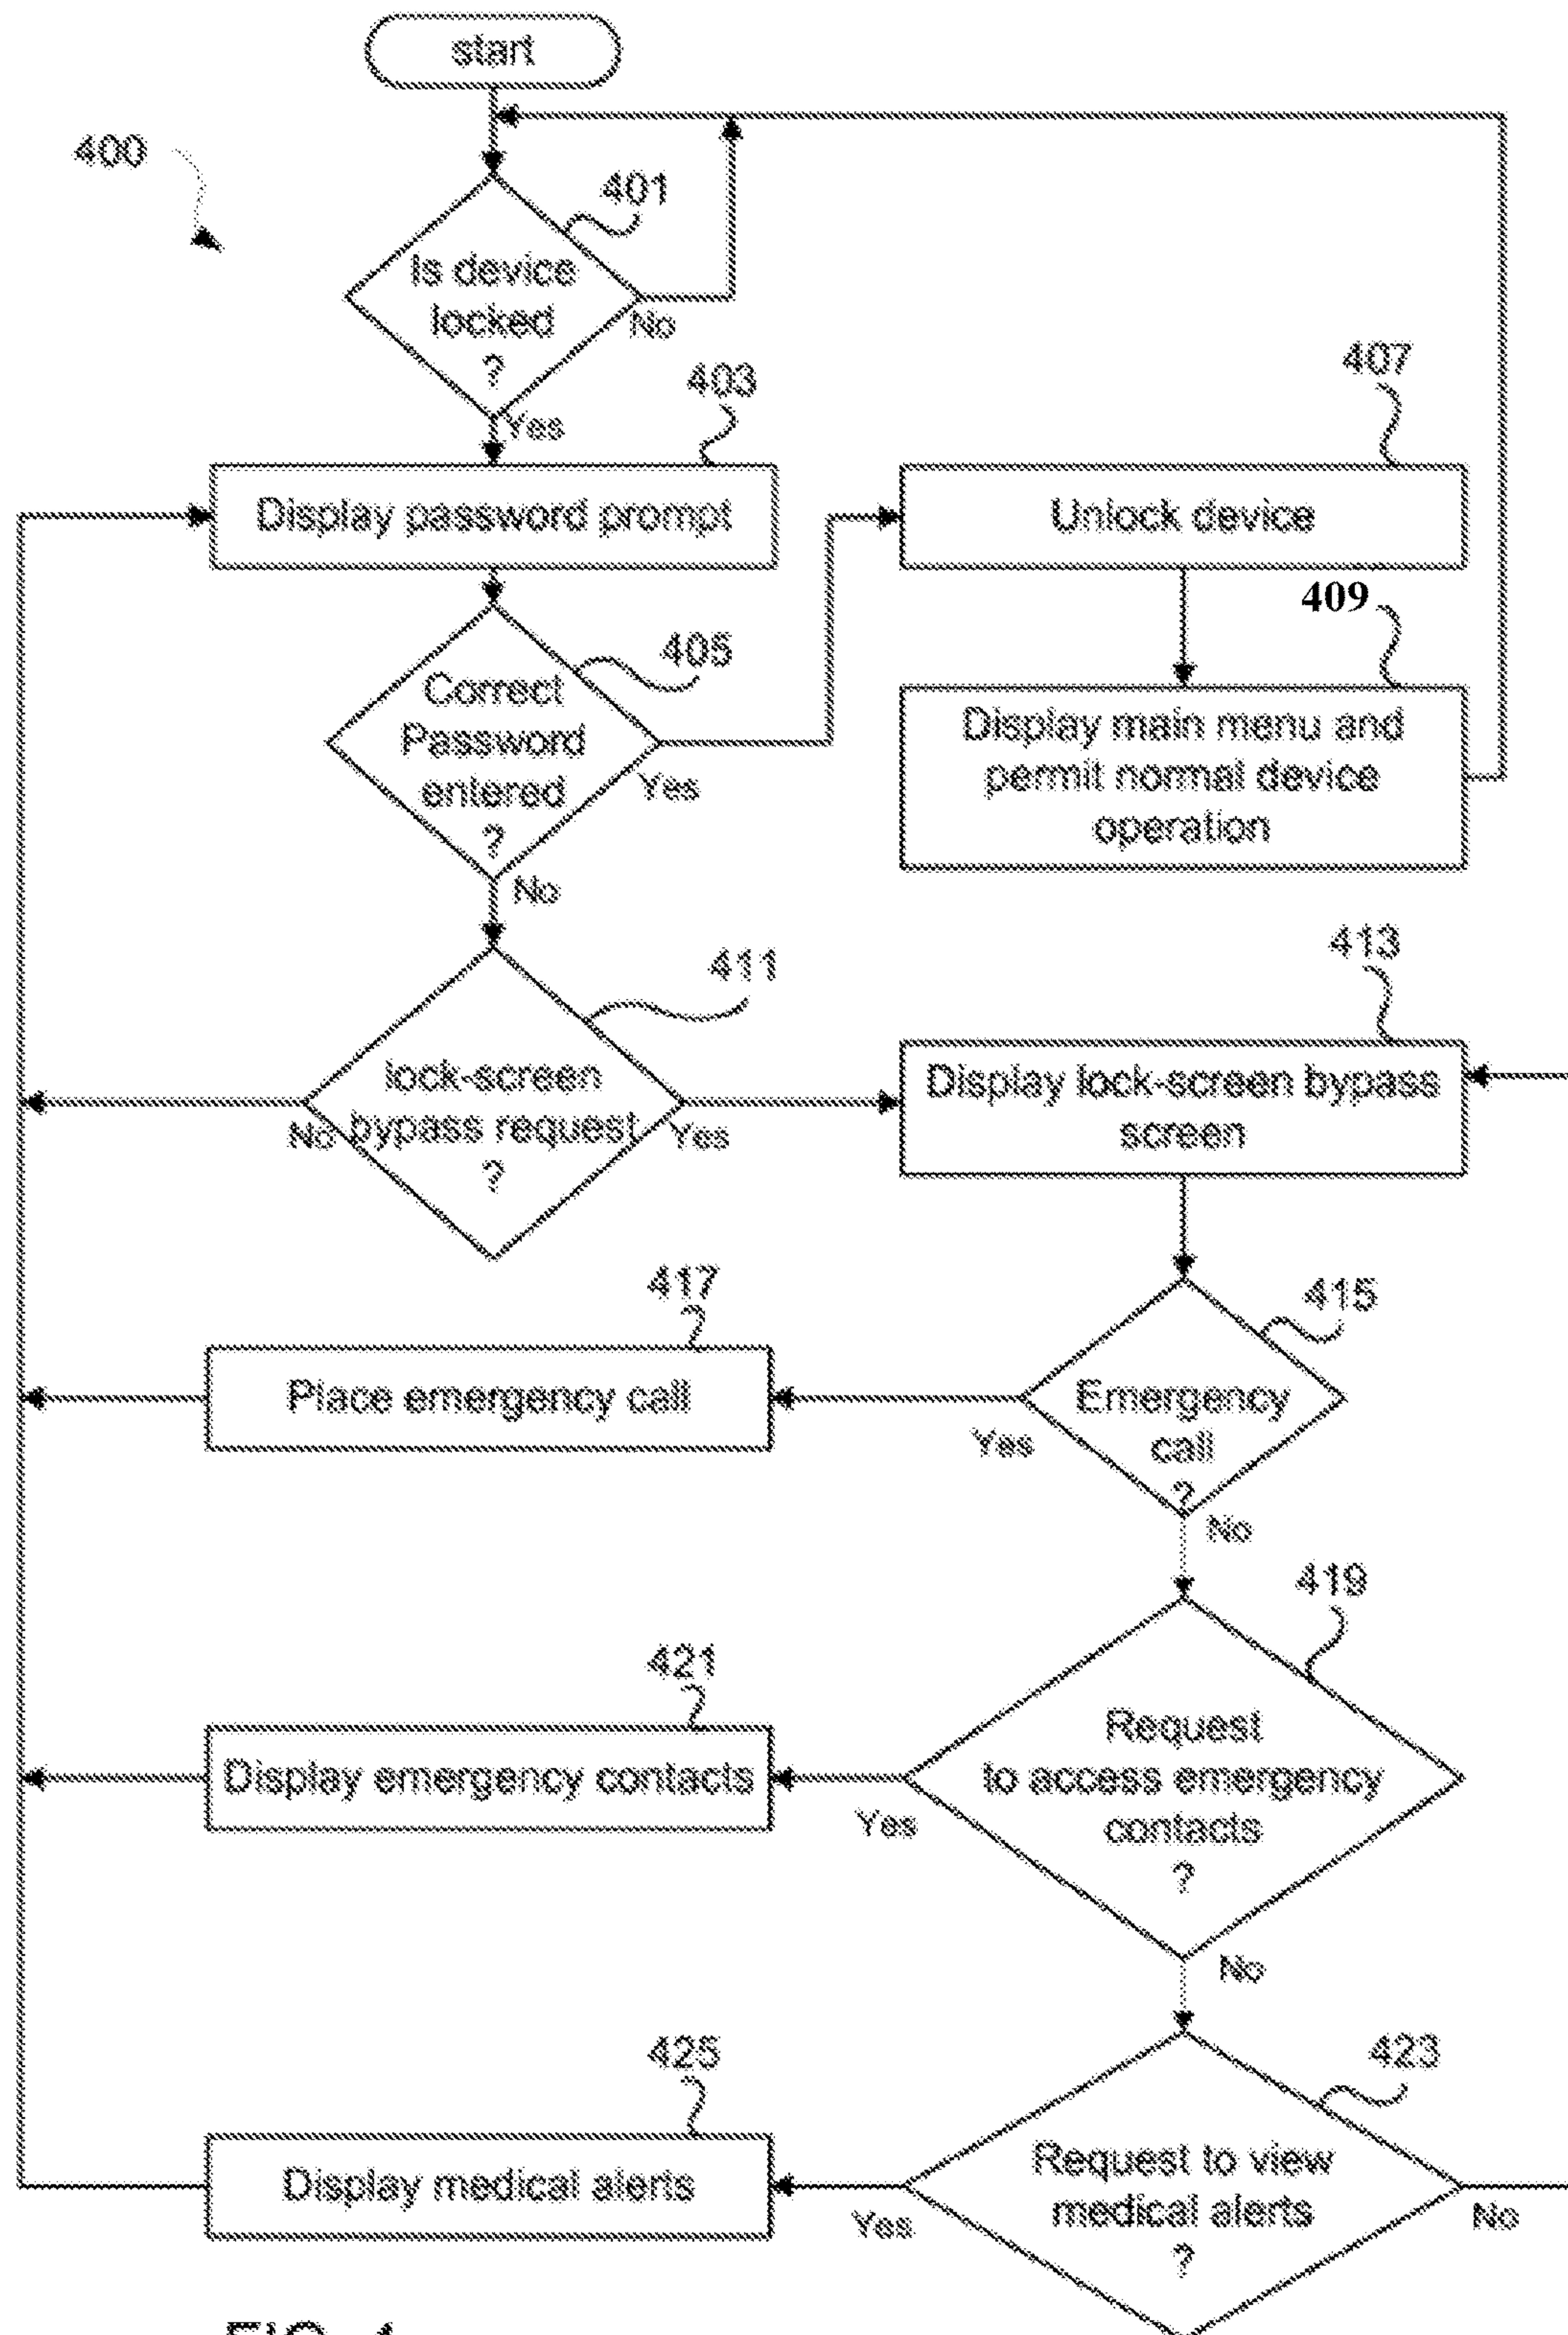 start
400
401
Is device
locked
?
No
Yes
403
Display password prompt
407
Unlock device
409
Display main menu and
permit normal device
operation
405
Correct
Password
entered
?
Yes
No
411
lock-screen
bypass request
?
No
Yes
413
Display lock-screen bypass
screen
415
Emergency
call
?
Yes
No
417
Place emergency call
419
Request
to access emergency
contacts
?
Yes
No
421
Display emergency contacts
423
Request to view
medical alerts
?
Yes
No
425
Display medical alerts